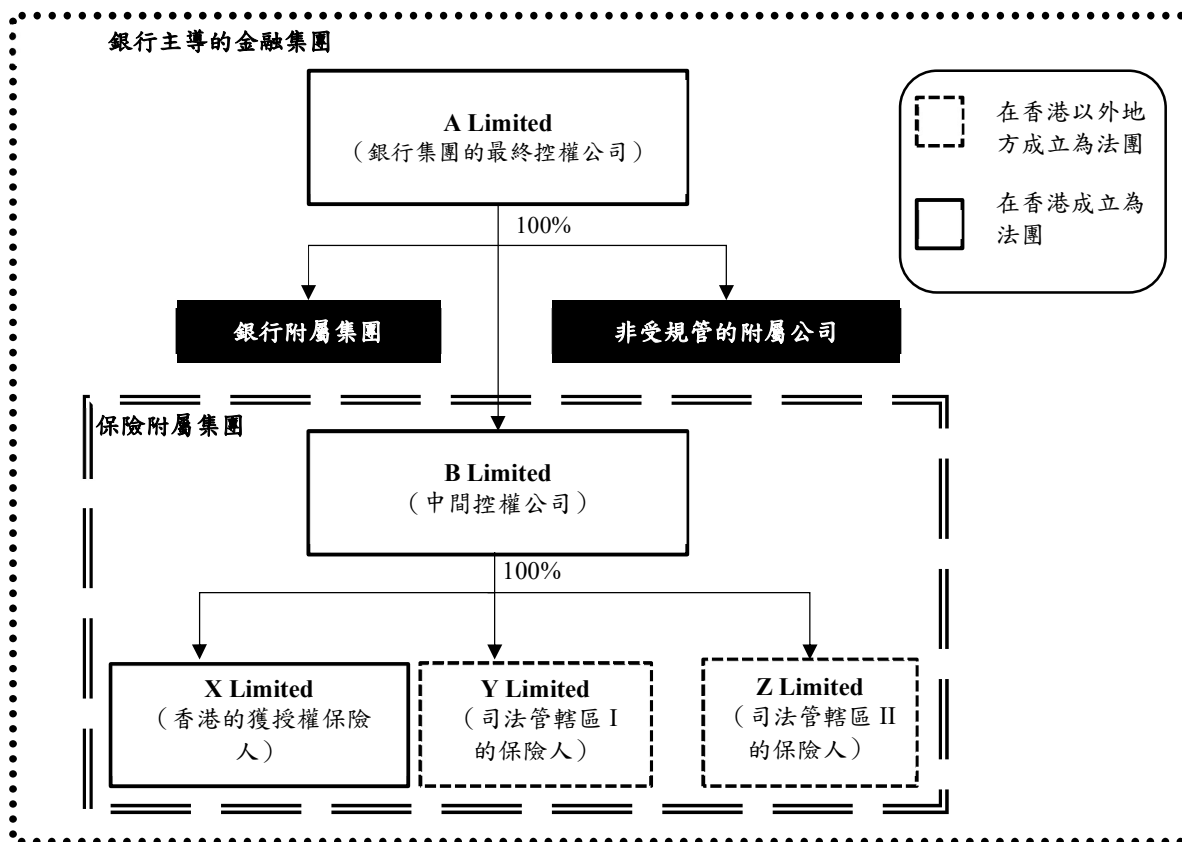 銀行主導的金融集團
A Limited
（銀行集團的最終控權公司）
在香港以外地
方成立為法團
在香港成立為
法團
100%
銀行附屬集團
非受規管的附屬公司
保險附屬集團
B Limited
（中間控權公司）
100%
X Limited
（香港的獲授權保險
人）
Y Limited
（司法管轄區 I
的保險人）
Z Limited
（司法管轄區 II
的保險人）